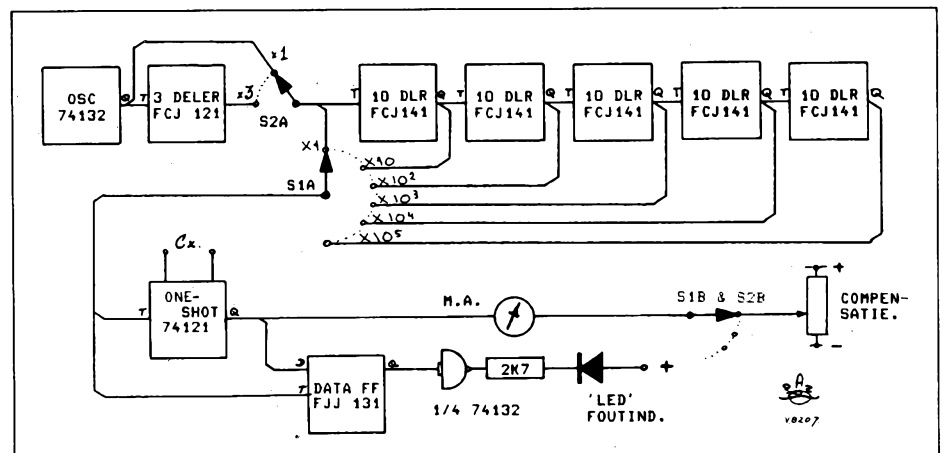 x1
OSC
74132
Q
T
3 DELER
FCJ 121
x3
S2A
T
10 DLR
FCJ141
Q
T
10 DLR
FCJ141
Q
T
10 DLR
FCJ141
Q
T
10 DLR
FCJ141
Q
T
10 DLR
FCJ141
Q
X1
S1A
X10
X10²
X10³
X10⁴
X10⁵
Cx.
T
ONE-
SHOT
74121
Q
M.A.
S1B & S2B
+
-
COMPEN-
SATIE.
D
T
DATA FF
FJJ 131
Q
1/4 74132
2K7
+
'LED'
FOUTIND.
V8207